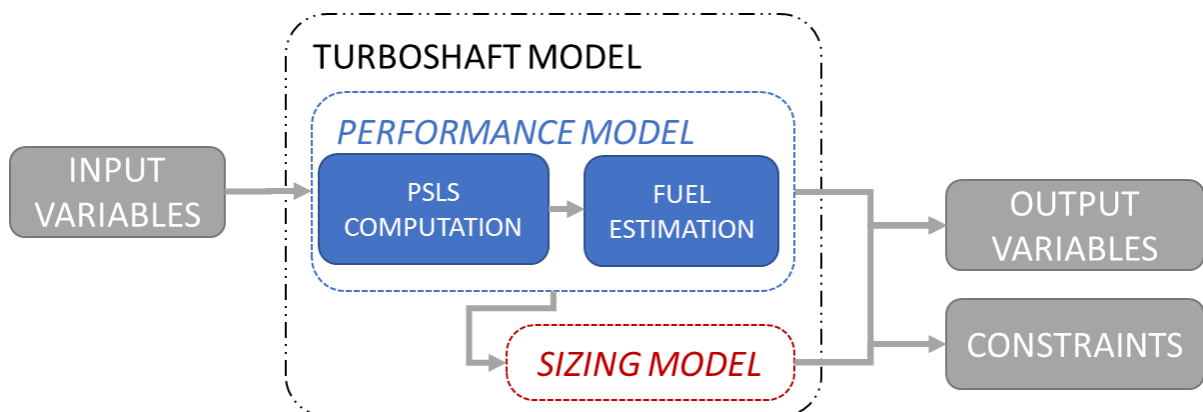 TURBOSHAFT MODEL
PERFORMANCE MODEL
INPUT
VARIABLES
PSLS
COMPUTATION
FUEL
ESTIMATION
OUTPUT
VARIABLES
SIZING MODEL
CONSTRAINTS